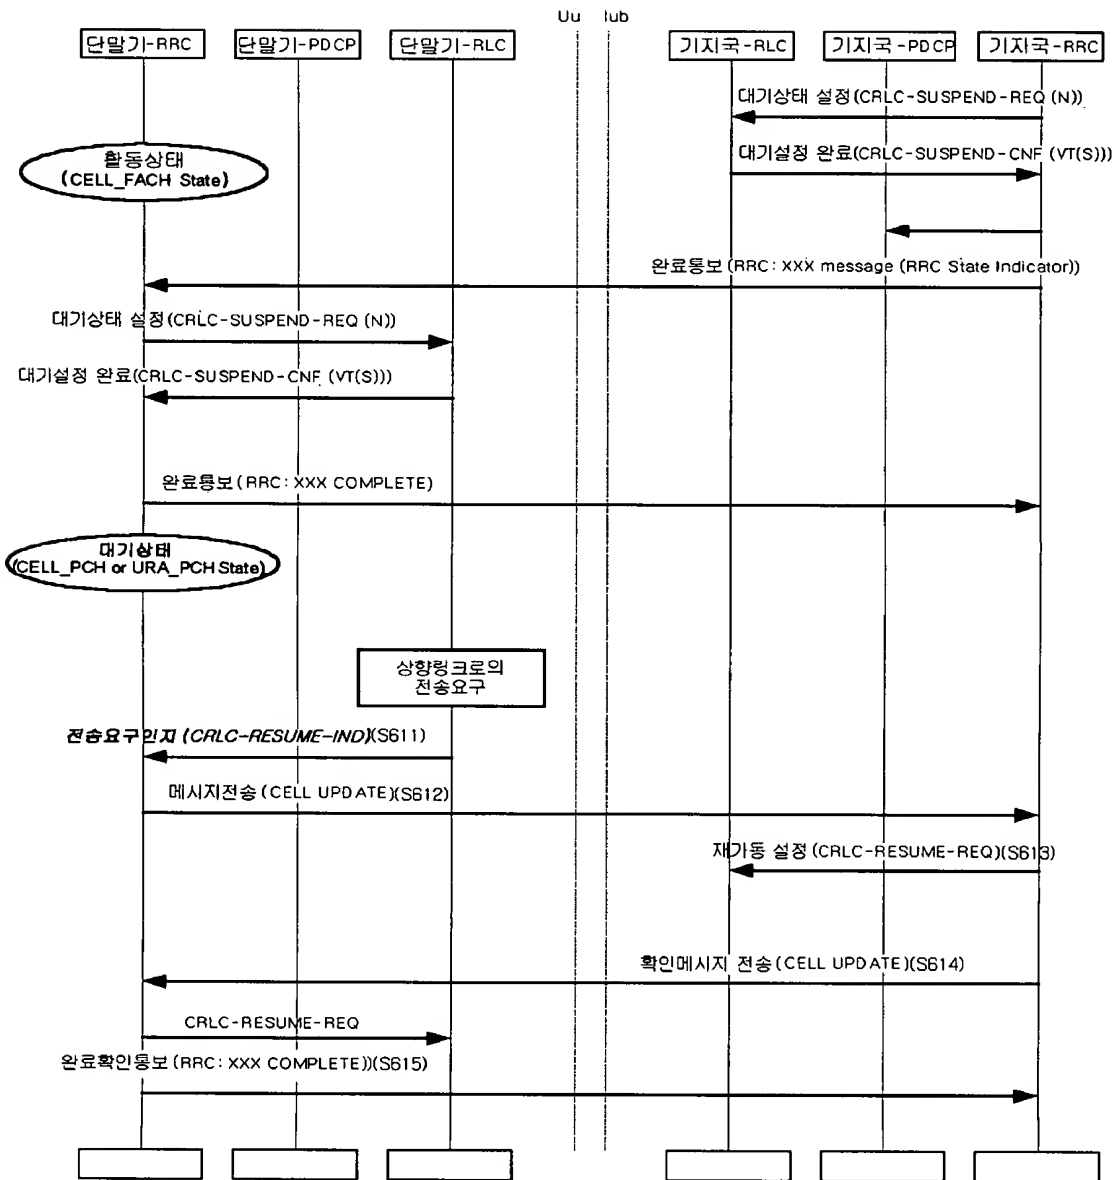 Uu Iub
단말기-RRC 단말기-PDCP 단말기-RLC 기지국-RLC 기지국-PDCP 기지국-RRC
대기상태 설정(CRLC-SUSPEND-REQ (N))
활동상태
(CELL_FACH State)
대기설정 완료(CRLC-SUSPEND-CNF (VT(S)))
완료통보(RRC: XXX message (RRC State Indicator))
대기상태 설정(CRLC-SUSPEND-REQ (N))
대기설정 완료(CRLC-SUSPEND-CNF (VT(S)))
완료통보(RRC: XXX COMPLETE)
대기상태
(CELL_PCH or URA_PCH State)
상향링크로의
전송요구
전송요구인지 (CRLC-RESUME-IND)(S611)
메시지전송(CELL UPDATE)(S612)
재가동 설정(CRLC-RESUME-REQ)(S613)
확인메시지 전송(CELL UPDATE)(S614)
CRLC-RESUME-REQ
완료확인통보(RRC: XXX COMPLETE))(S615)